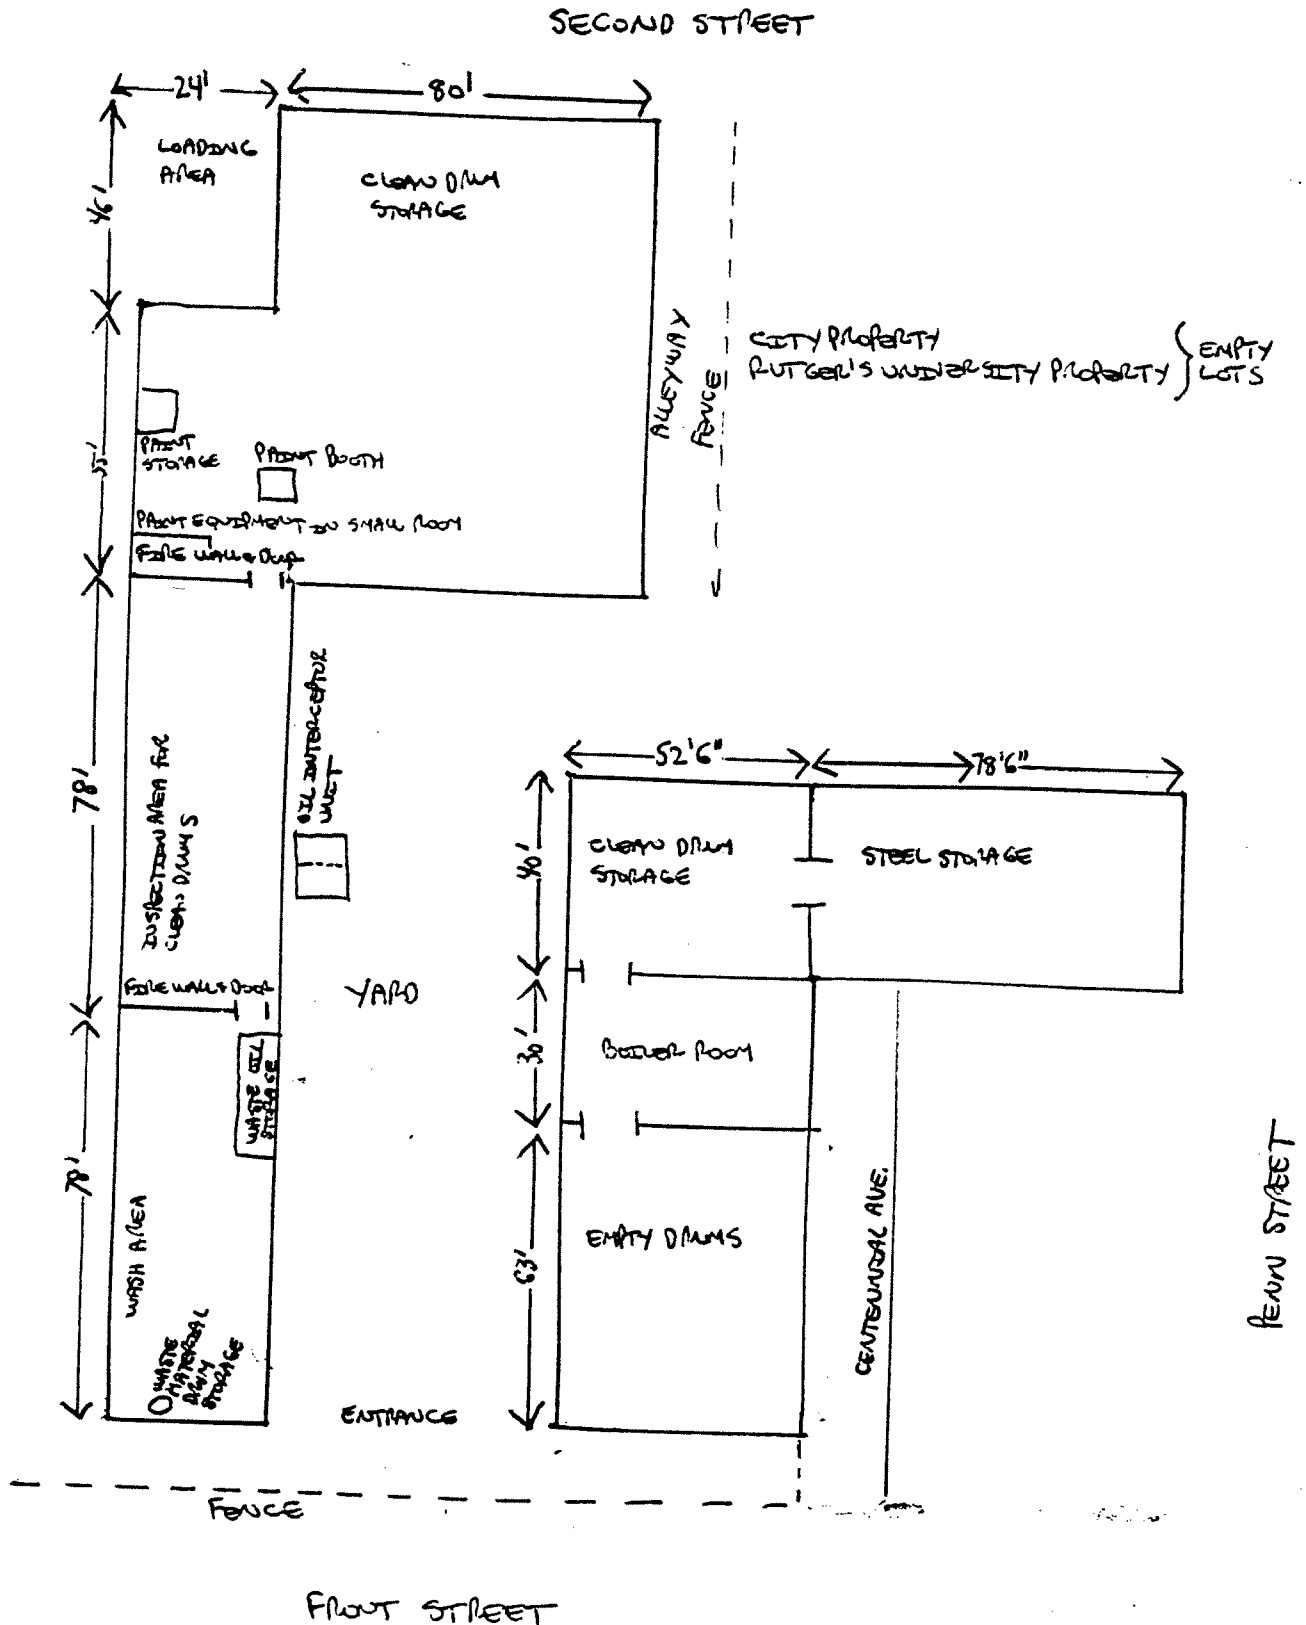 SECOND STREET
24'
80'
LOADING
AREA
46'
CLEAN DRUM
STORAGE
ALLEYWAY
FENCE
CITY PROPERTY
RUTGER'S UNIVERSITY PROPERTY
EMPTY
LOTS
55'
PAINT
STORAGE
PAINT BOOTH
PAINT EQUIPMENT IN SMALL ROOM
FIRE WALL & DOOR
78'
INSPECTION AREA FOR
CLEAN DRUMS
OIL INTERCEPTOR
UNIT
52'6"
78'6"
40'
CLEAN DRUM
STORAGE
STEEL STORAGE
FIRE WALL & DOOR
YARD
30'
BOILER ROOM
WASTE OIL
STORAGE
78'
WASH AREA
63'
EMPTY DRUMS
CENTENNIAL AVE.
PENN STREET
WASTE
MATERIAL
DRUM
STORAGE
ENTRANCE
FENCE
FRONT STREET